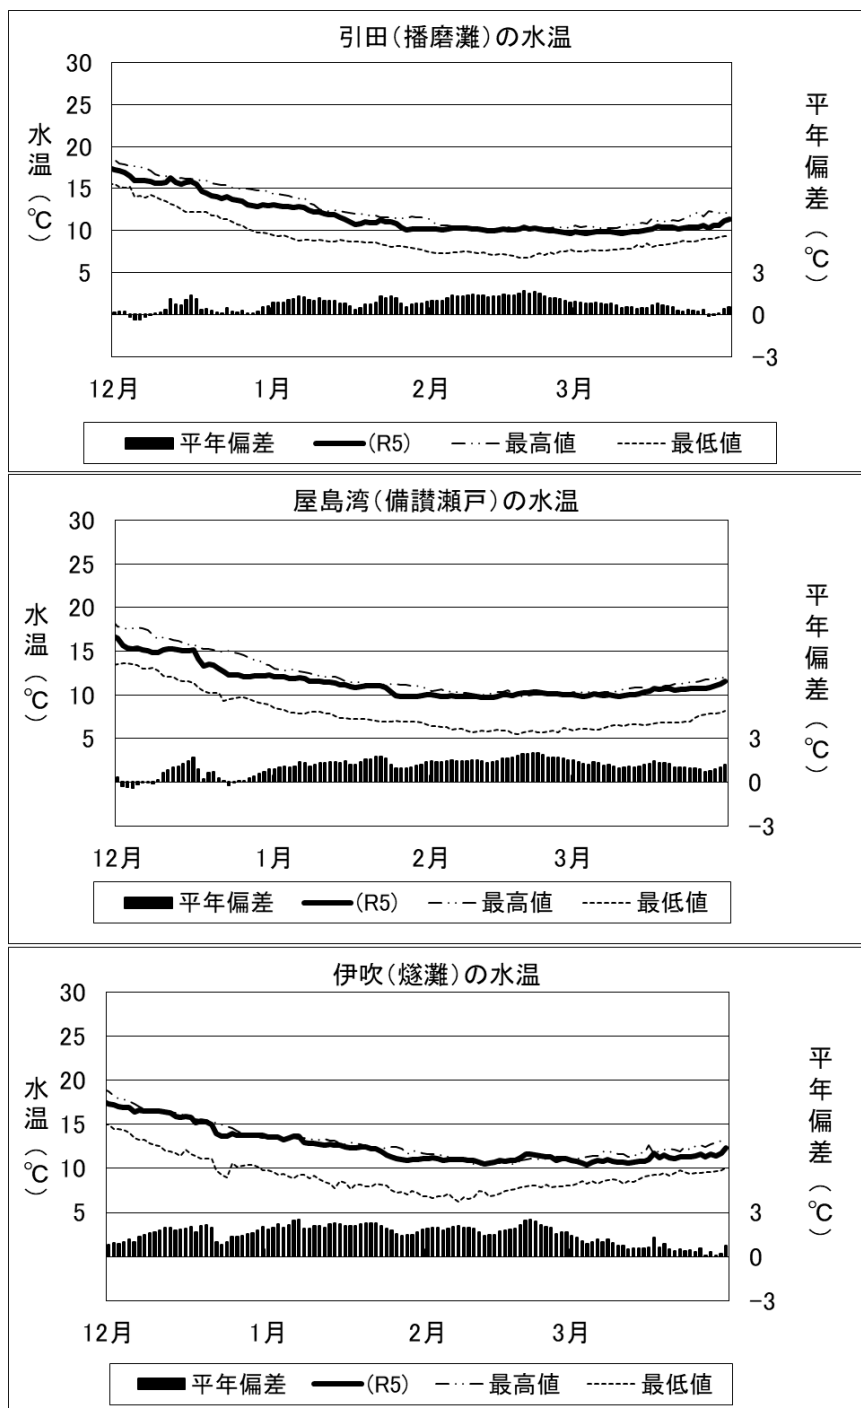 引田（播磨灘）の水温
30
25
20
15
10
5
水温（℃）
平年偏差（℃）
3
0
−3
12月 1月 2月 3月
平年偏差 (R5) 最高値 最低値
屋島湾（備讃瀬戸）の水温
30
25
20
15
10
5
水温（℃）
平年偏差（℃）
3
0
−3
12月 1月 2月 3月
平年偏差 (R5) 最高値 最低値
伊吹（燧灘）の水温
30
25
20
15
10
5
水温（℃）
平年偏差（℃）
3
0
−3
12月 1月 2月 3月
平年偏差 (R5) 最高値 最低値